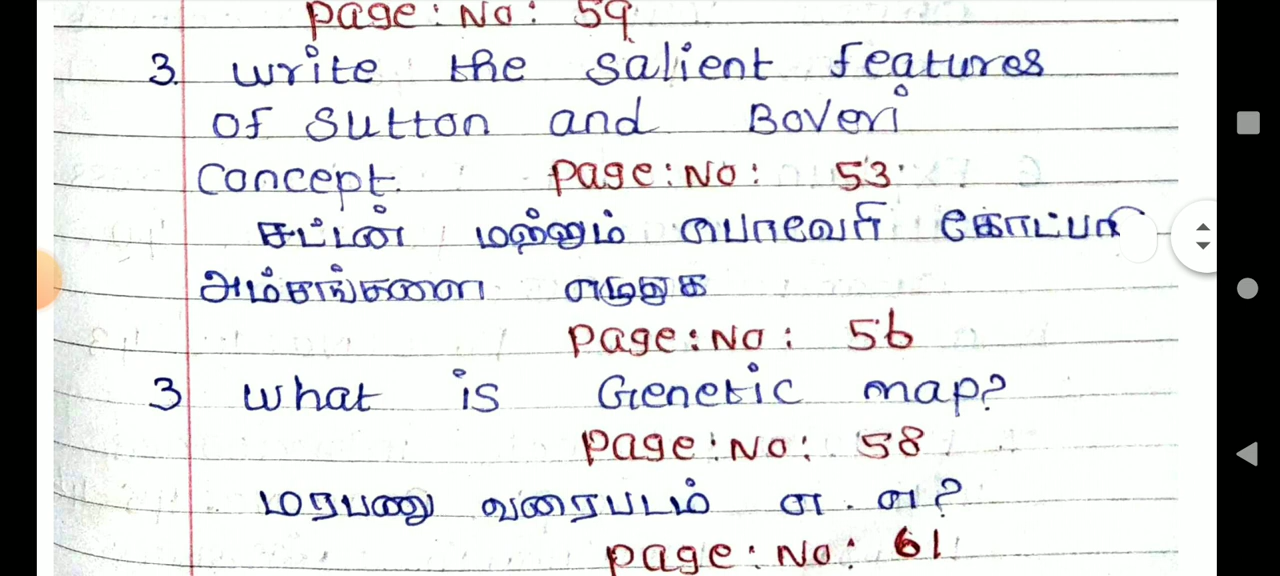 page: No: 59
3. write the salient features
of sutton and Boveri
Concept. page: No: 53
சட்டன் மற்றும் பொவேரி கோட்பாடு
அம்சங்களை எழுதுக
page: No: 56
3 what is Genetic map?
page: No: 58
மரபணு வரைபடம் எ. எ?
page: No: 61